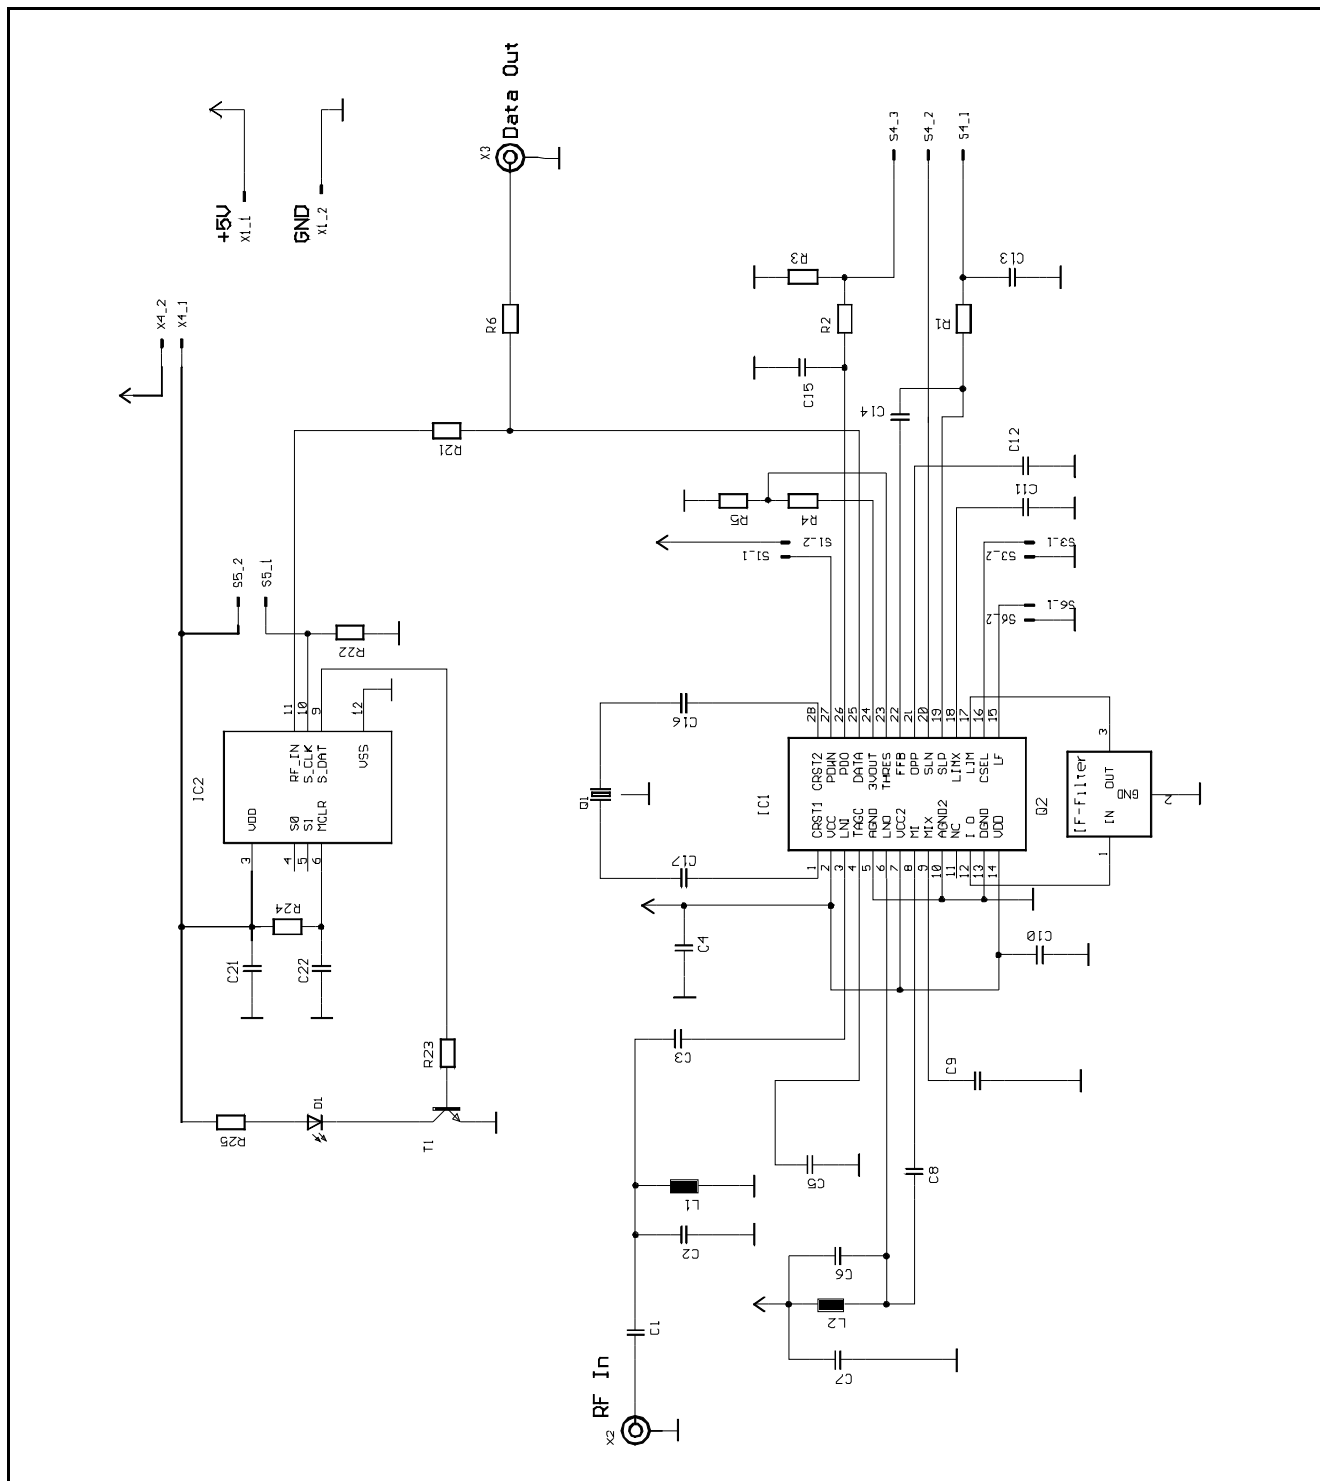 Data Out
X3
S4_3
S4_2
S4_1
+5V
X1_1
GND
X1_2
R3
C13
X4_2
X4_1
R6
R2
R1
C15
C14
R21
C12
C11
R5
R4
S1_2
S1_1
S3_1
S3_2
S5_2
S5_1
S6_1
S6_2
R22
11
10
9
12
RF_IN
S_CLK
S_DAT
VSS
IC2
VDD
S0
S1
MCLR
3
4
5
6
C16
Q1
C17
28
27
26
25
24
23
22
21
20
19
18
17
16
15
CRST2
PDWN
PDO
DATA
3VOUT
THRES
FFB
OPP
SLN
SLP
LIMX
LIM
CSEL
LF
IC1
CRST1
VCC
LNI
TAGC
AGND
LNO
VCC2
MI
MIX
AGND2
NC
DGND
VDD
1
2
3
4
5
6
7
8
9
10
11
12
13
14
Q2
3
IF-Filter
OUT
GND
IN
2
1
R24
C21
C22
C4
C10
C3
C9
R23
R25
D1
T1
C5
C8
L1
C2
C6
L2
C1
C7
RF In
X2